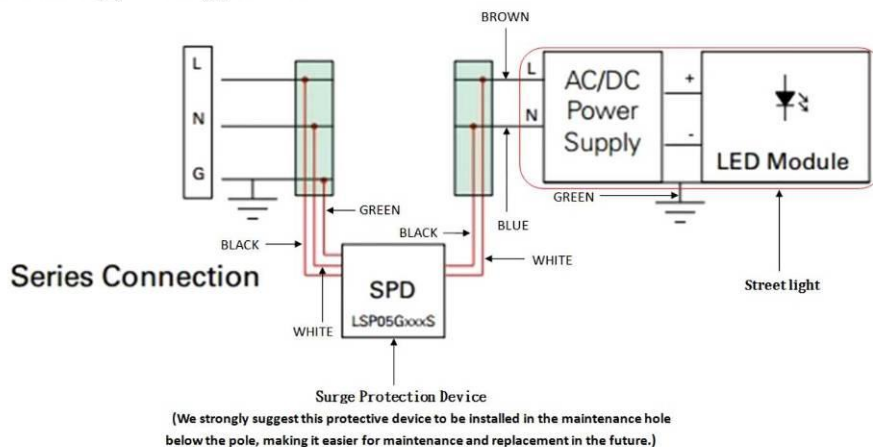 BROWN
L
L
AC/DC
Power
Supply
+
-
LED Module
N
N
G
GREEN
GREEN
BLUE
BLACK
BLACK
WHITE
WHITE
Series Connection
SPD
LSP05GxxxS
Street light
Surge Protection Device
(We strongly suggest this protective device to be installed in the maintenance hole
below the pole, making it easier for maintenance and replacement in the future.)